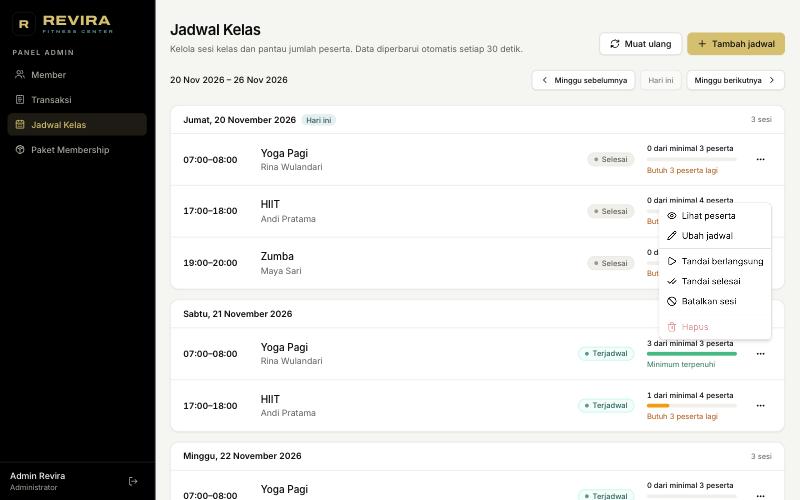 R REVIRA
FITNESS CENTER
PANEL ADMIN
Member
Transaksi
Jadwal Kelas
Paket Membership
Admin Revira
Administrator
Jadwal Kelas
Kelola sesi kelas dan pantau jumlah peserta. Data diperbarui otomatis setiap 30 detik.
Muat ulang
Tambah jadwal
20 Nov 2026 – 26 Nov 2026
Minggu sebelumnya
Hari ini
Minggu berikutnya
Jumat, 20 November 2026 Hari ini 3 sesi
07:00–08:00 Yoga Pagi
Rina Wulandari
Selesai
0 dari minimal 3 peserta
Butuh 3 peserta lagi
17:00–18:00 HIIT
Andi Pratama
Selesai
0 dari minimal 4 peserta
19:00–20:00 Zumba
Maya Sari
Selesai
Lihat peserta
Ubah jadwal
Tandai berlangsung
Tandai selesai
Batalkan sesi
Hapus
Sabtu, 21 November 2026
07:00–08:00 Yoga Pagi
Rina Wulandari
Terjadwal
3 dari minimal 3 peserta
Minimum terpenuhi
17:00–18:00 HIIT
Andi Pratama
Terjadwal
1 dari minimal 4 peserta
Butuh 3 peserta lagi
Minggu, 22 November 2026 3 sesi
07:00–08:00 Yoga Pagi
Terjadwal
0 dari minimal 3 peserta